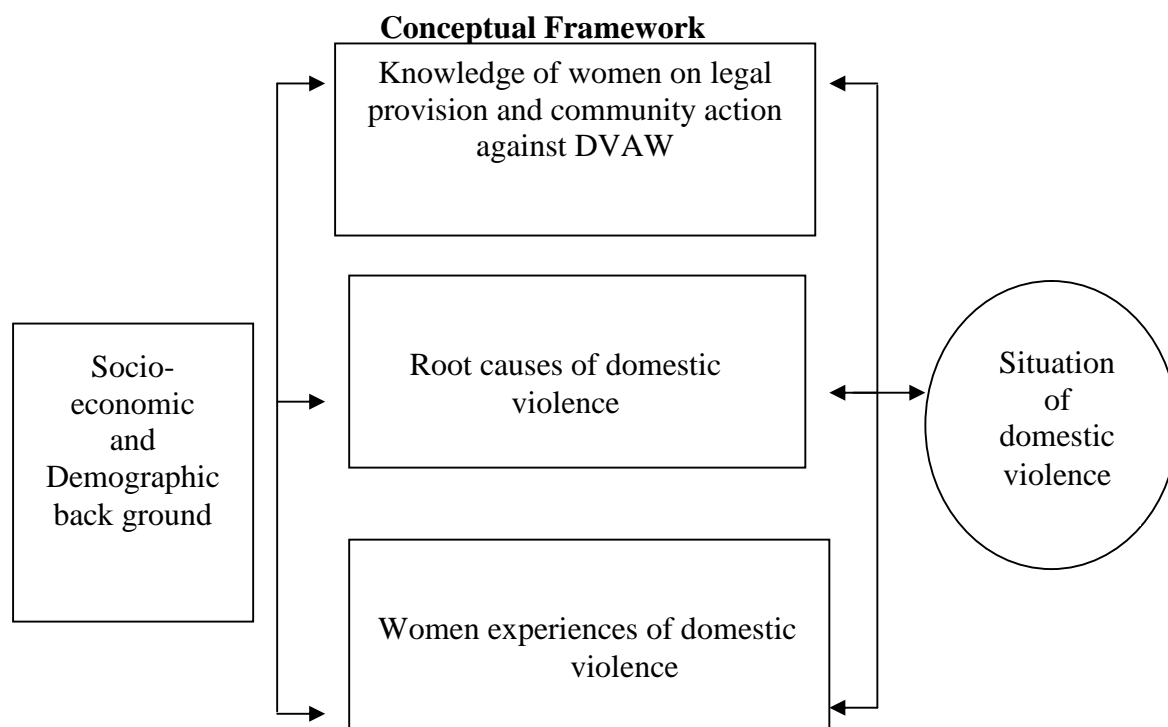 Conceptual Framework
Knowledge of women on legal
provision and community action
against DVAW
Socio-
economic
and
Demographic
back ground
Root causes of domestic
violence
Situation
of
domestic
violence
Women experiences of domestic
violence